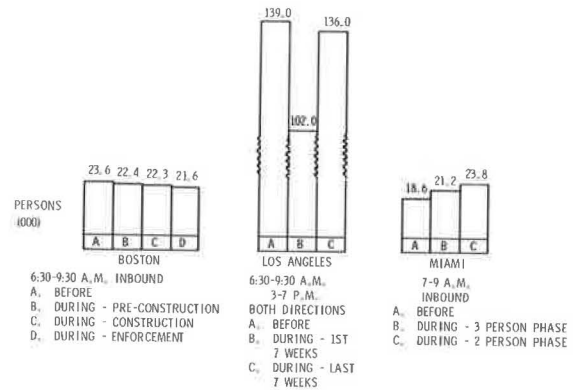 139.0
136.0
102.0
23.6 22.4 22.3 21.6
18.6 21.2 23.8
PERSONS
(000)
A B C D
A B C
A B C
BOSTON
6:30-9:30 A.M. INBOUND
A. BEFORE
B. DURING - PRE-CONSTRUCTION
C. DURING - CONSTRUCTION
D. DURING - ENFORCEMENT
LOS ANGELES
6:30-9:30 A.M.
3-7 P.M.
BOTH DIRECTIONS
A. BEFORE
B. DURING - 1ST
7 WEEKS
C. DURING - LAST
7 WEEKS
MIAMI
7-9 A.M.
INBOUND
A. BEFORE
B. DURING - 3 PERSON PHASE
C. DURING - 2 PERSON PHASE